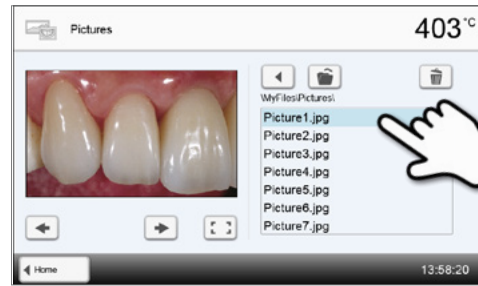 Pictures
403°C
\MyFiles\Pictures\
Picture1.jpg
Picture2.jpg
Picture3.jpg
Picture4.jpg
Picture5.jpg
Picture6.jpg
Picture7.jpg
Home
13:58:20